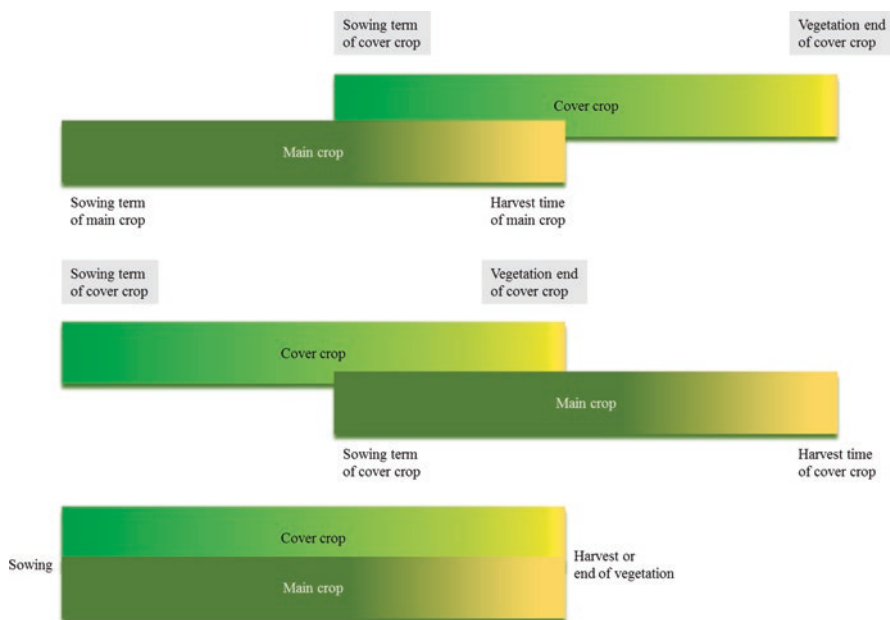 Sowing term
of cover crop
Vegetation end
of cover crop
Cover crop
Main crop
Sowing term
of main crop
Harvest time
of main crop
Sowing term
of cover crop
Vegetation end
of cover crop
Cover crop
Main crop
Sowing term
of cover crop
Harvest time
of cover crop
Cover crop
Sowing
Harvest or
end of vegetation
Main crop